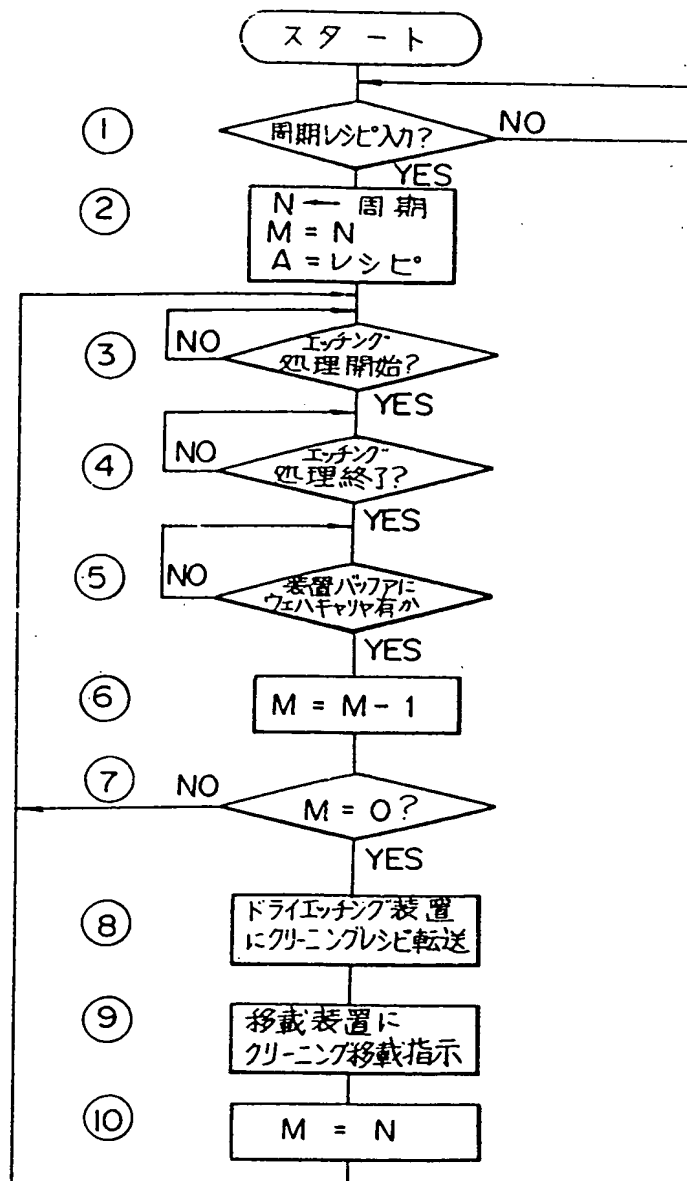 スタート
① 周期レシピ入力? NO
YES
② N ← 周期
M = N
A = レシピ
③ NO エッチング
処理開始?
YES
④ NO エッチング
処理終了?
YES
⑤ NO 装置バッファに
ウェハキャリヤ有か
YES
⑥ M = M - 1
⑦ NO M = 0?
YES
⑧ ドライエッチング装置
にクリーニングレシピ転送
⑨ 移載装置に
クリーニング移載指示
⑩ M = N